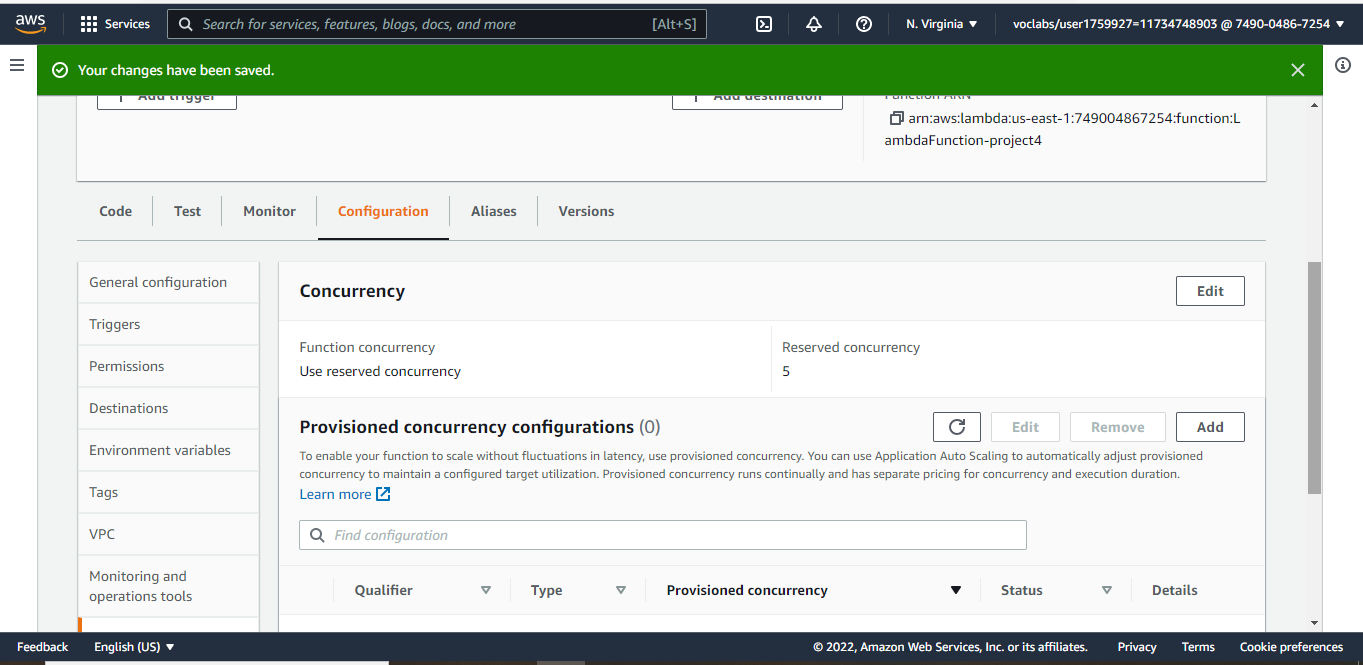 aws
Services
Search for services, features, blogs, docs, and more
[Alt+S]
N. Virginia ▼
voclabs/user1759927=11734748903 @ 7490-0486-7254 ▼
Your changes have been saved.
+ Add trigger
+ Add destination
Function ARN
arn:aws:lambda:us-east-1:749004867254:function:L
ambdaFunction-project4
Code
Test
Monitor
Configuration
Aliases
Versions
General configuration
Triggers
Permissions
Destinations
Environment variables
Tags
VPC
Monitoring and
operations tools
Concurrency
Edit
Function concurrency
Use reserved concurrency
Reserved concurrency
5
Provisioned concurrency configurations (0)
Edit
Remove
Add
To enable your function to scale without fluctuations in latency, use provisioned concurrency. You can use Application Auto Scaling to automatically adjust provisioned
concurrency to maintain a configured target utilization. Provisioned concurrency runs continually and has separate pricing for concurrency and execution duration.
Learn more
Find configuration
Qualifier
Type
Provisioned concurrency
Status
Details
Feedback
English (US) ▼
© 2022, Amazon Web Services, Inc. or its affiliates.
Privacy
Terms
Cookie preferences